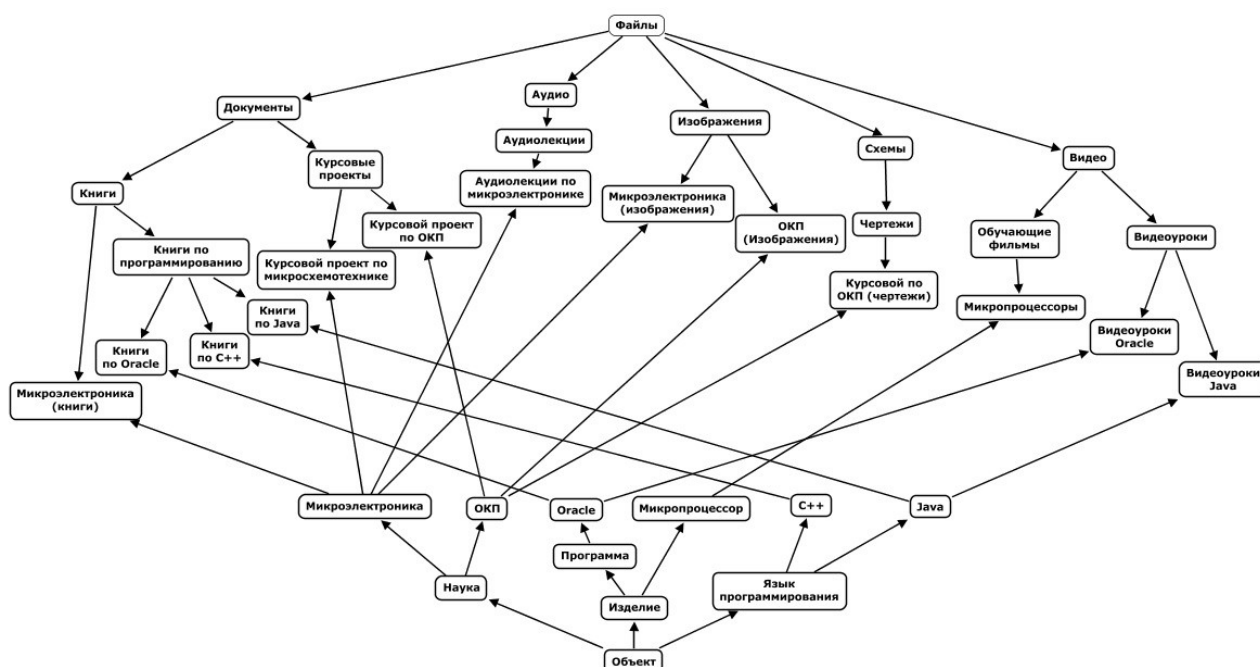 Файлы
Документы
Аудио
Изображения
Схемы
Видео
Аудиолекции
Книги
Курсовые
проекты
Аудиолекции по
микроэлектронике
Микроэлектроника
(изображения)
Курсовой проект
по ОКП
ОКП
(Изображения)
Чертежи
Обучающие
фильмы
Видеоуроки
Книги по
программированию
Курсовой проект по
микросхемотехнике
Курсовой по
ОКП (чертежи)
Микропроцессоры
Книги
по Java
Книги
по Oracle
Книги
по C++
Видеоуроки
Oracle
Видеоуроки
Java
Микроэлектроника
(книги)
Микроэлектроника
ОКП
Oracle
Микропроцессор
C++
Java
Программа
Наука
Изделие
Язык
программирования
Объект